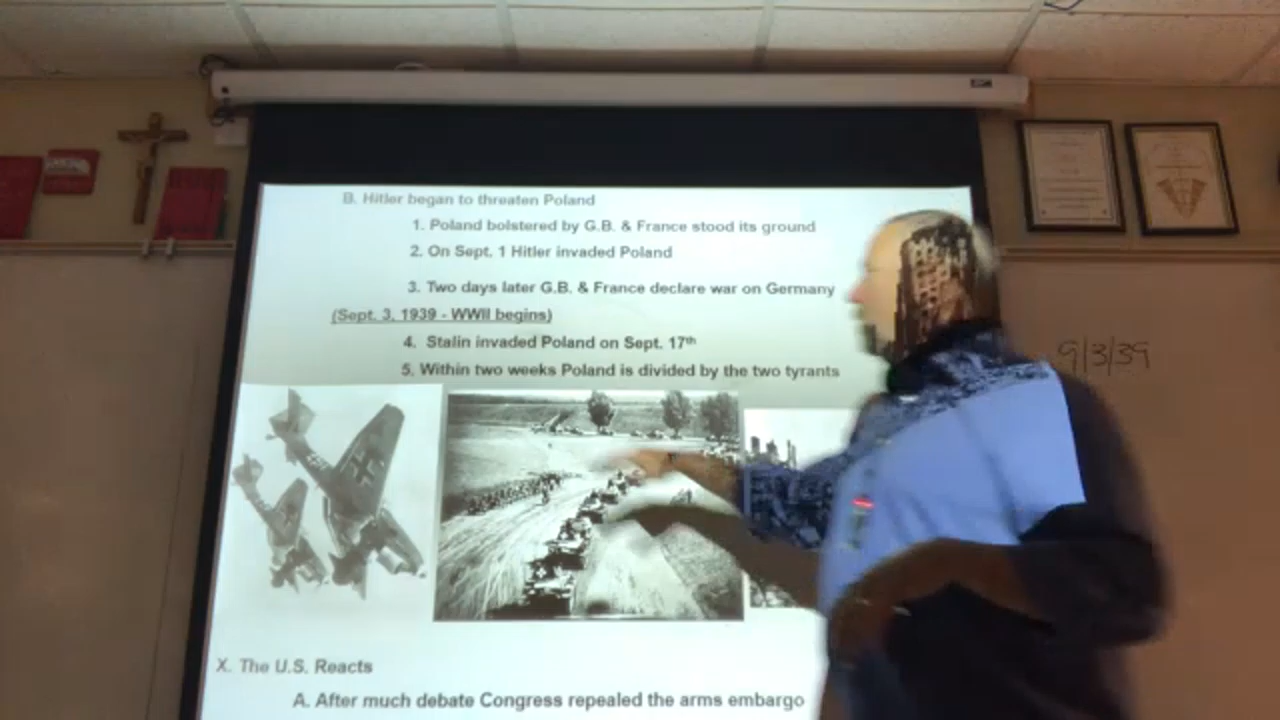 B. Hitler began to threaten Poland
1. Poland bolstered by G.B. & France stood its ground
2. On Sept. 1 Hitler invaded Poland
3. Two days later G.B. & France declare war on Germany
(Sept. 3, 1939 - WWII begins)
4. Stalin invaded Poland on Sept. 17th
5. Within two weeks Poland is divided by the two tyrants
9/3/39
X. The U.S. Reacts
A. After much debate Congress repealed the arms embargo